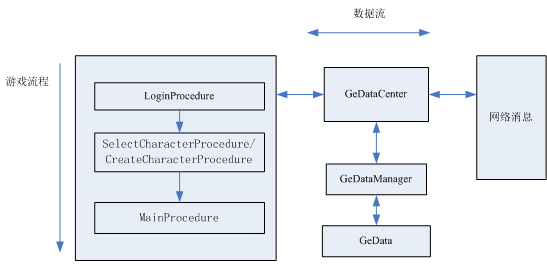 数据流
游戏流程
LoginProcedure
SelectCharacterProcedure/
CreateCharacterProcedure
MainProcedure
GeDataCenter
GeDataManager
GeData
网络消息